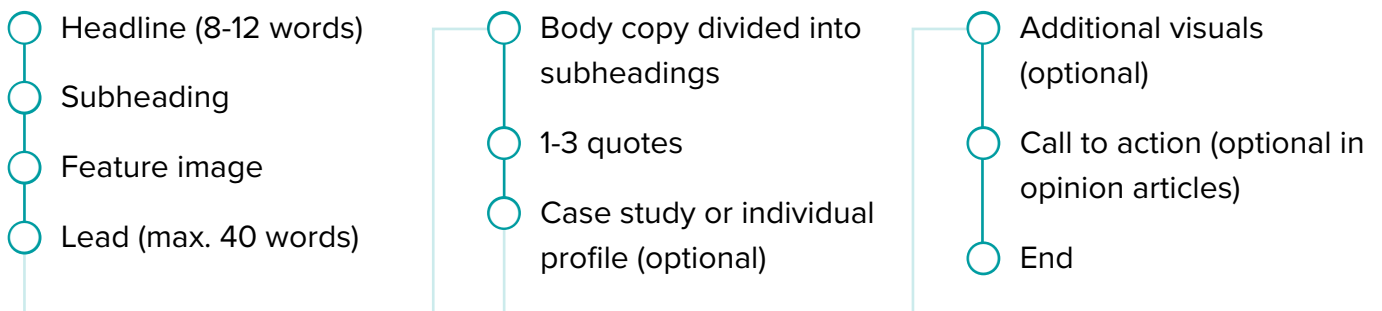 Headline (8-12 words)
Subheading
Feature image
Lead (max. 40 words)
Body copy divided into
subheadings
1-3 quotes
Case study or individual
profile (optional)
Additional visuals
(optional)
Call to action (optional in
opinion articles)
End